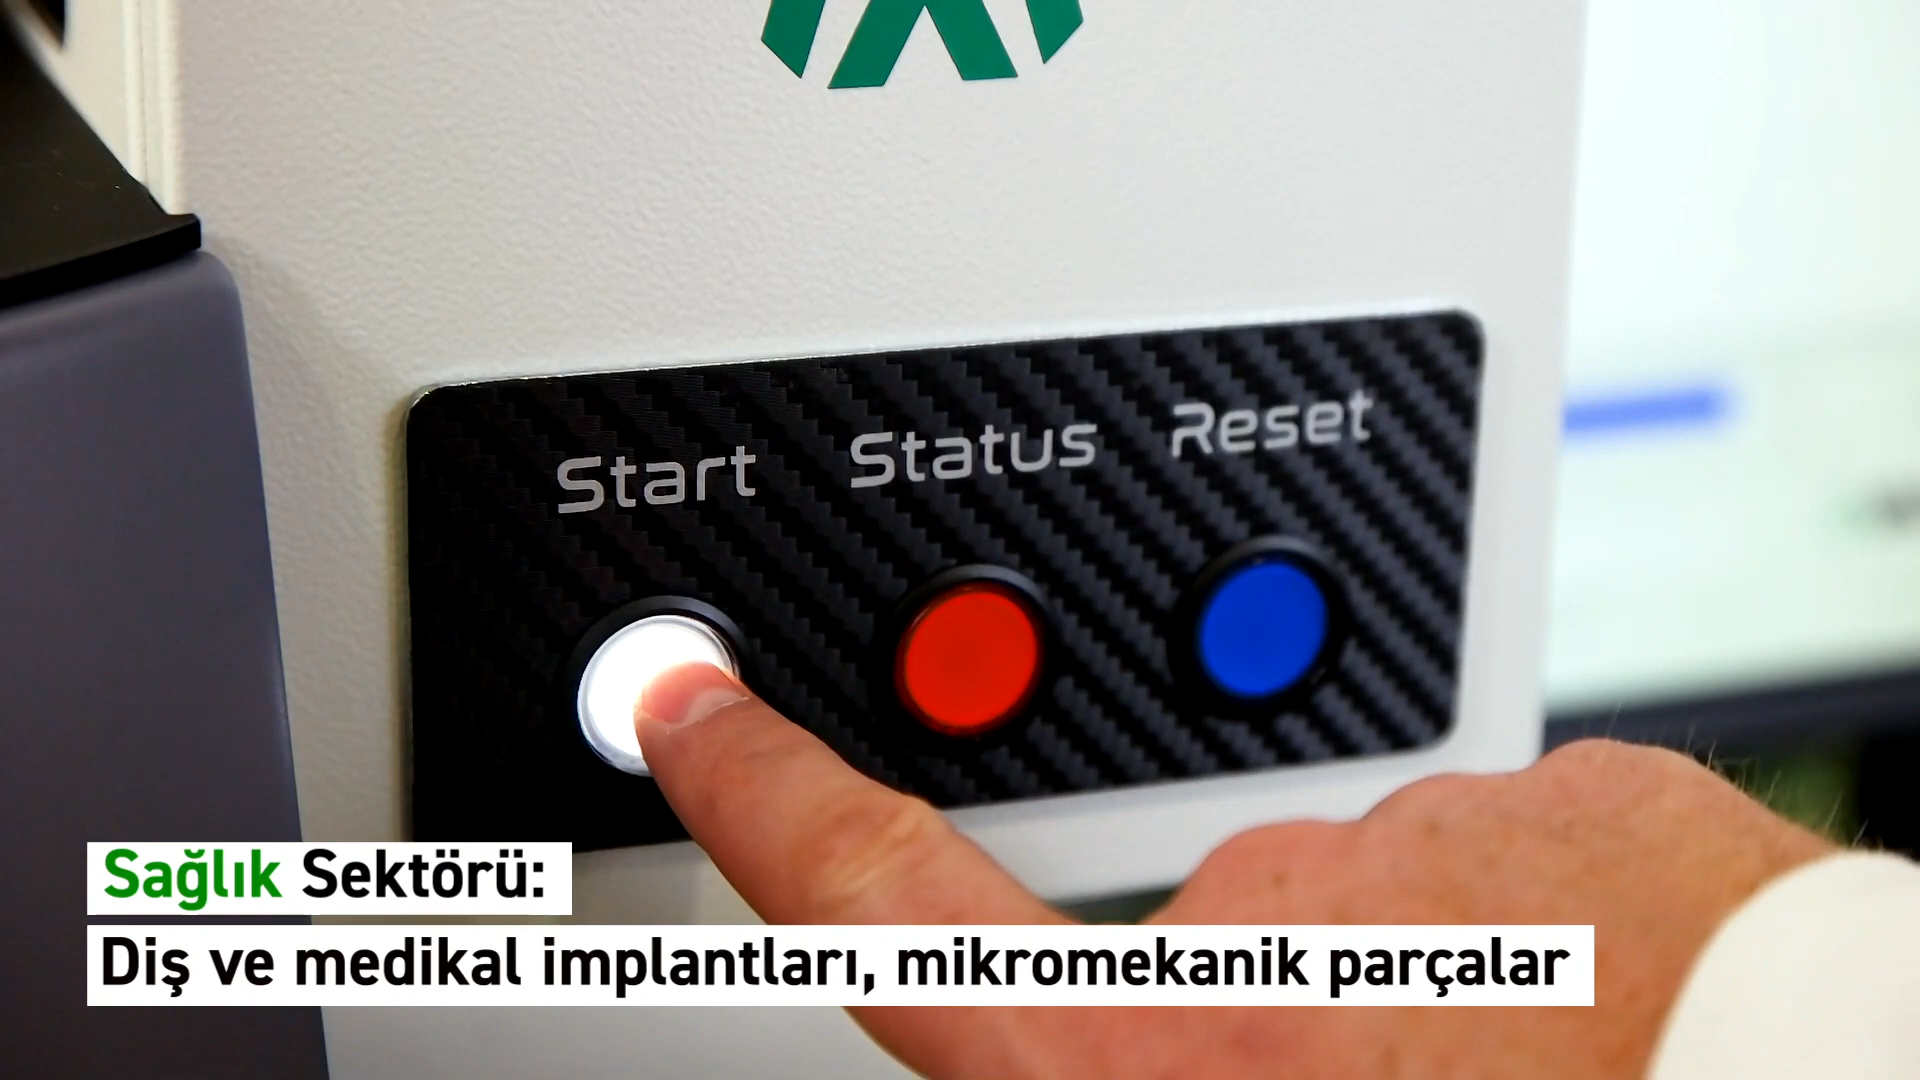 Start
Status
Reset
Sağlık Sektörü:
Diş ve medikal implantları, mikromekanik parçalar